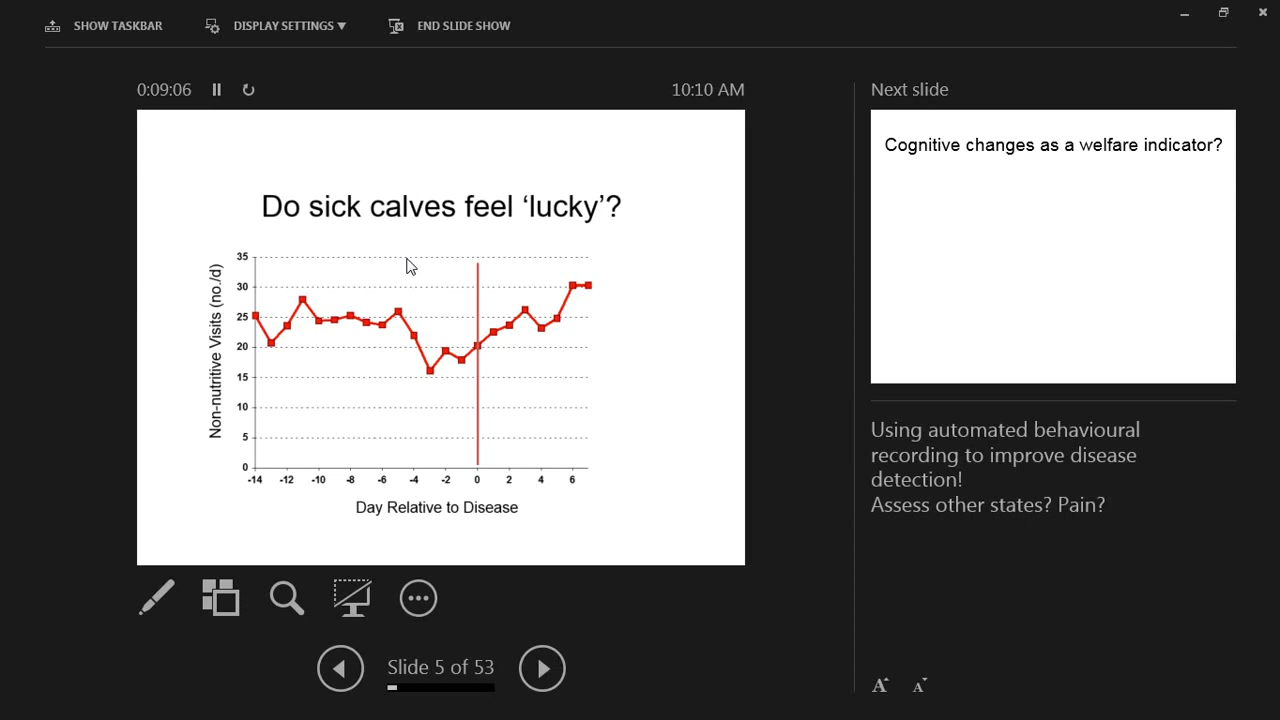 SHOW TASKBAR
DISPLAY SETTINGS ▼
END SLIDE SHOW
0:09:06
10:10 AM
Do sick calves feel ‘lucky’?
Non-nutritive Visits (no./d)
35
30
25
20
15
10
5
0
-14 -12 -10 -8 -6 -4 -2 0 2 4 6
Day Relative to Disease
Slide 5 of 53
Next slide
Cognitive changes as a welfare indicator?
Using automated behavioural
recording to improve disease
detection!
Assess other states? Pain?
A
A